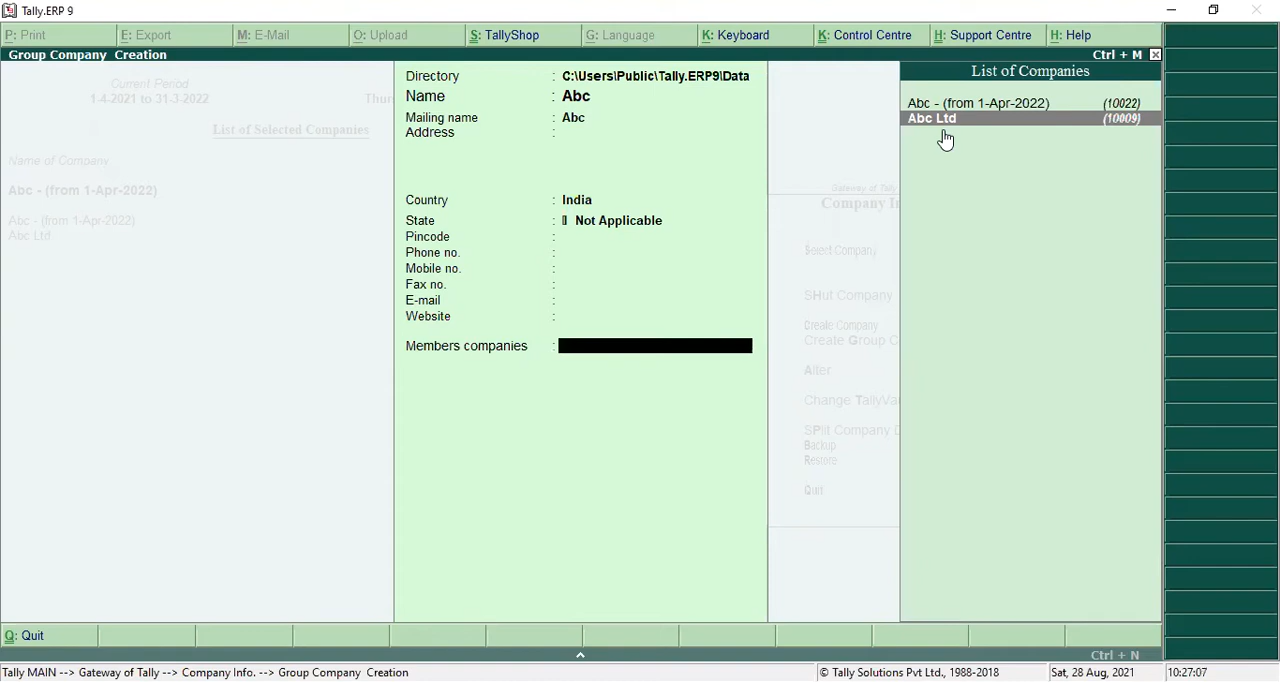 Tally.ERP 9
P: Print
E: Export
M: E-Mail
O: Upload
S: TallyShop
G: Language
K: Keyboard
K: Control Centre
H: Support Centre
H: Help
Group Company Creation
Ctrl + M
Current Period
1-4-2021 to 31-3-2022
Thurs
List of Selected Companies
Name of Company
Abc - (from 1-Apr-2022)
Abc - (from 1-Apr-2022)
Abc Ltd
Directory : C:\Users\Public\Tally.ERP9\Data
Name : Abc
Mailing name : Abc
Address :
Country : India
State : Not Applicable
Pincode :
Phone no. :
Mobile no. :
Fax no. :
E-mail :
Website :
Members companies :
Gateway of Tally
Company In
Select Company
SHut Company
Create Company
Create Group C
Alter
Change TallyVa
SPlit Company D
Backup
Restore
Quit
List of Companies
Abc - (from 1-Apr-2022) (10022)
Abc Ltd (10009)
Q: Quit
Ctrl + N
Tally MAIN --> Gateway of Tally --> Company Info. --> Group Company Creation
© Tally Solutions Pvt Ltd., 1988-2018
Sat, 28 Aug, 2021
10:27:07